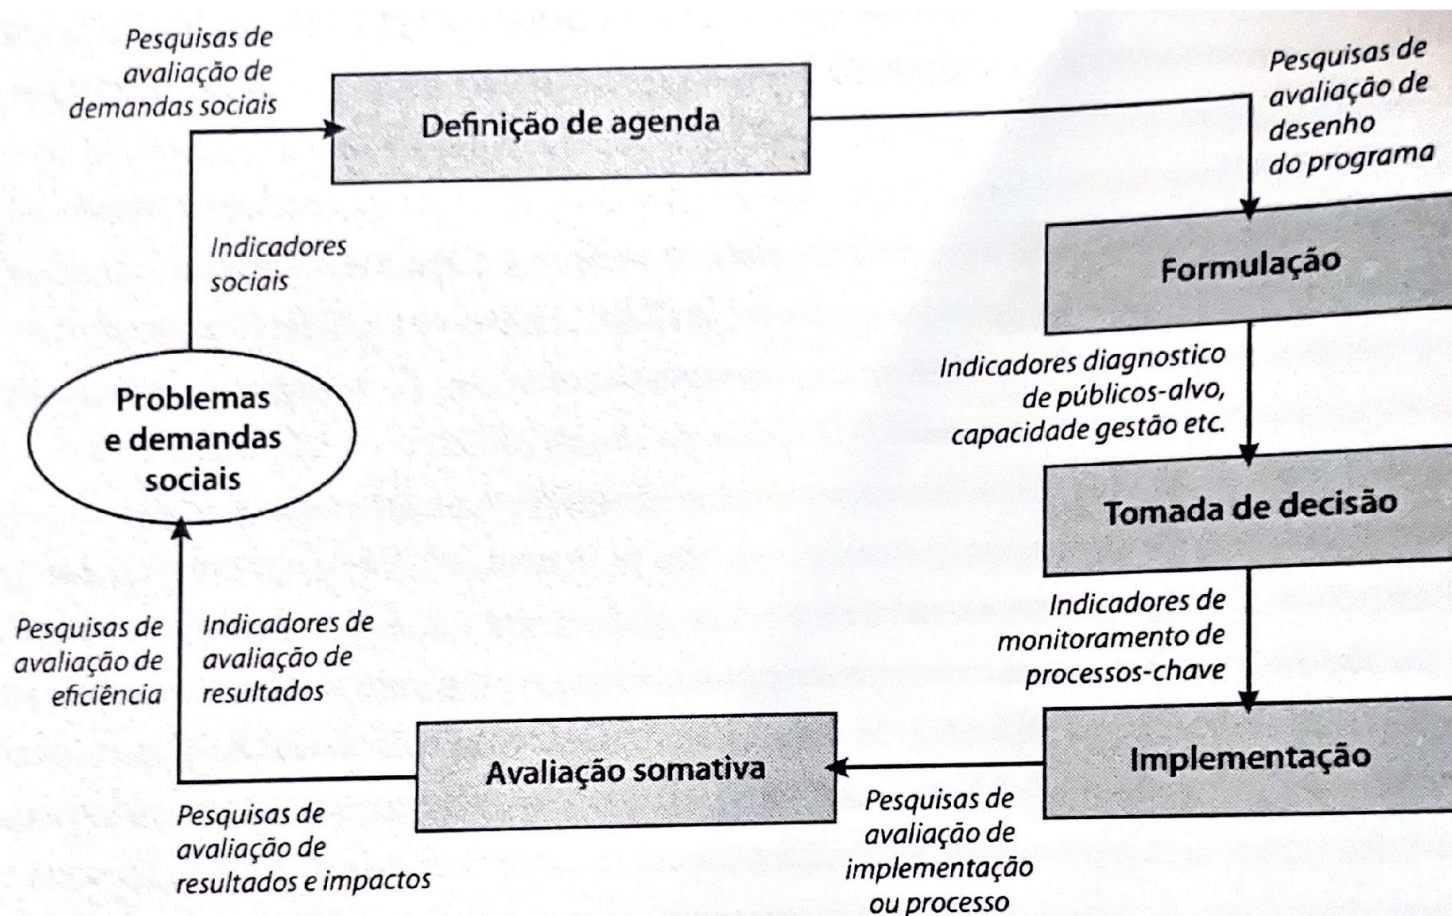 Pesquisas de
avaliação de
demandas sociais
Definição de agenda
Pesquisas de
avaliação de
desenho
do programa
Indicadores
sociais
Formulação
Indicadores diagnostico
de públicos-alvo,
capacidade gestão etc.
Problemas
e demandas
sociais
Tomada de decisão
Indicadores de
monitoramento de
processos-chave
Pesquisas de
avaliação de
eficiência
Indicadores de
avaliação de
resultados
Avaliação somativa
Implementação
Pesquisas de
avaliação de
resultados e impactos
Pesquisas de
avaliação de
implementação
ou processo